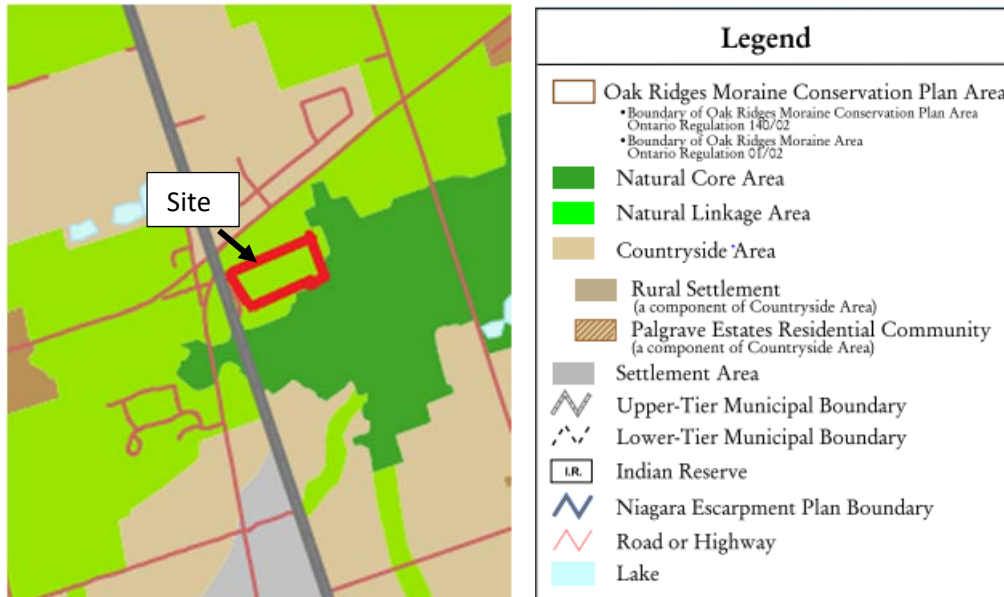 Site
Legend
Oak Ridges Moraine Conservation Plan Area
•Boundary of Oak Ridges Moraine Conservation Plan Area
Ontario Regulation 140/02
•Boundary of Oak Ridges Moraine Area
Ontario Regulation 01/02
Natural Core Area
Natural Linkage Area
Countryside Area
Rural Settlement
(a component of Countryside Area)
Palgrave Estates Residential Community
(a component of Countryside Area)
Settlement Area
Upper-Tier Municipal Boundary
Lower-Tier Municipal Boundary
I.R. Indian Reserve
Niagara Escarpment Plan Boundary
Road or Highway
Lake